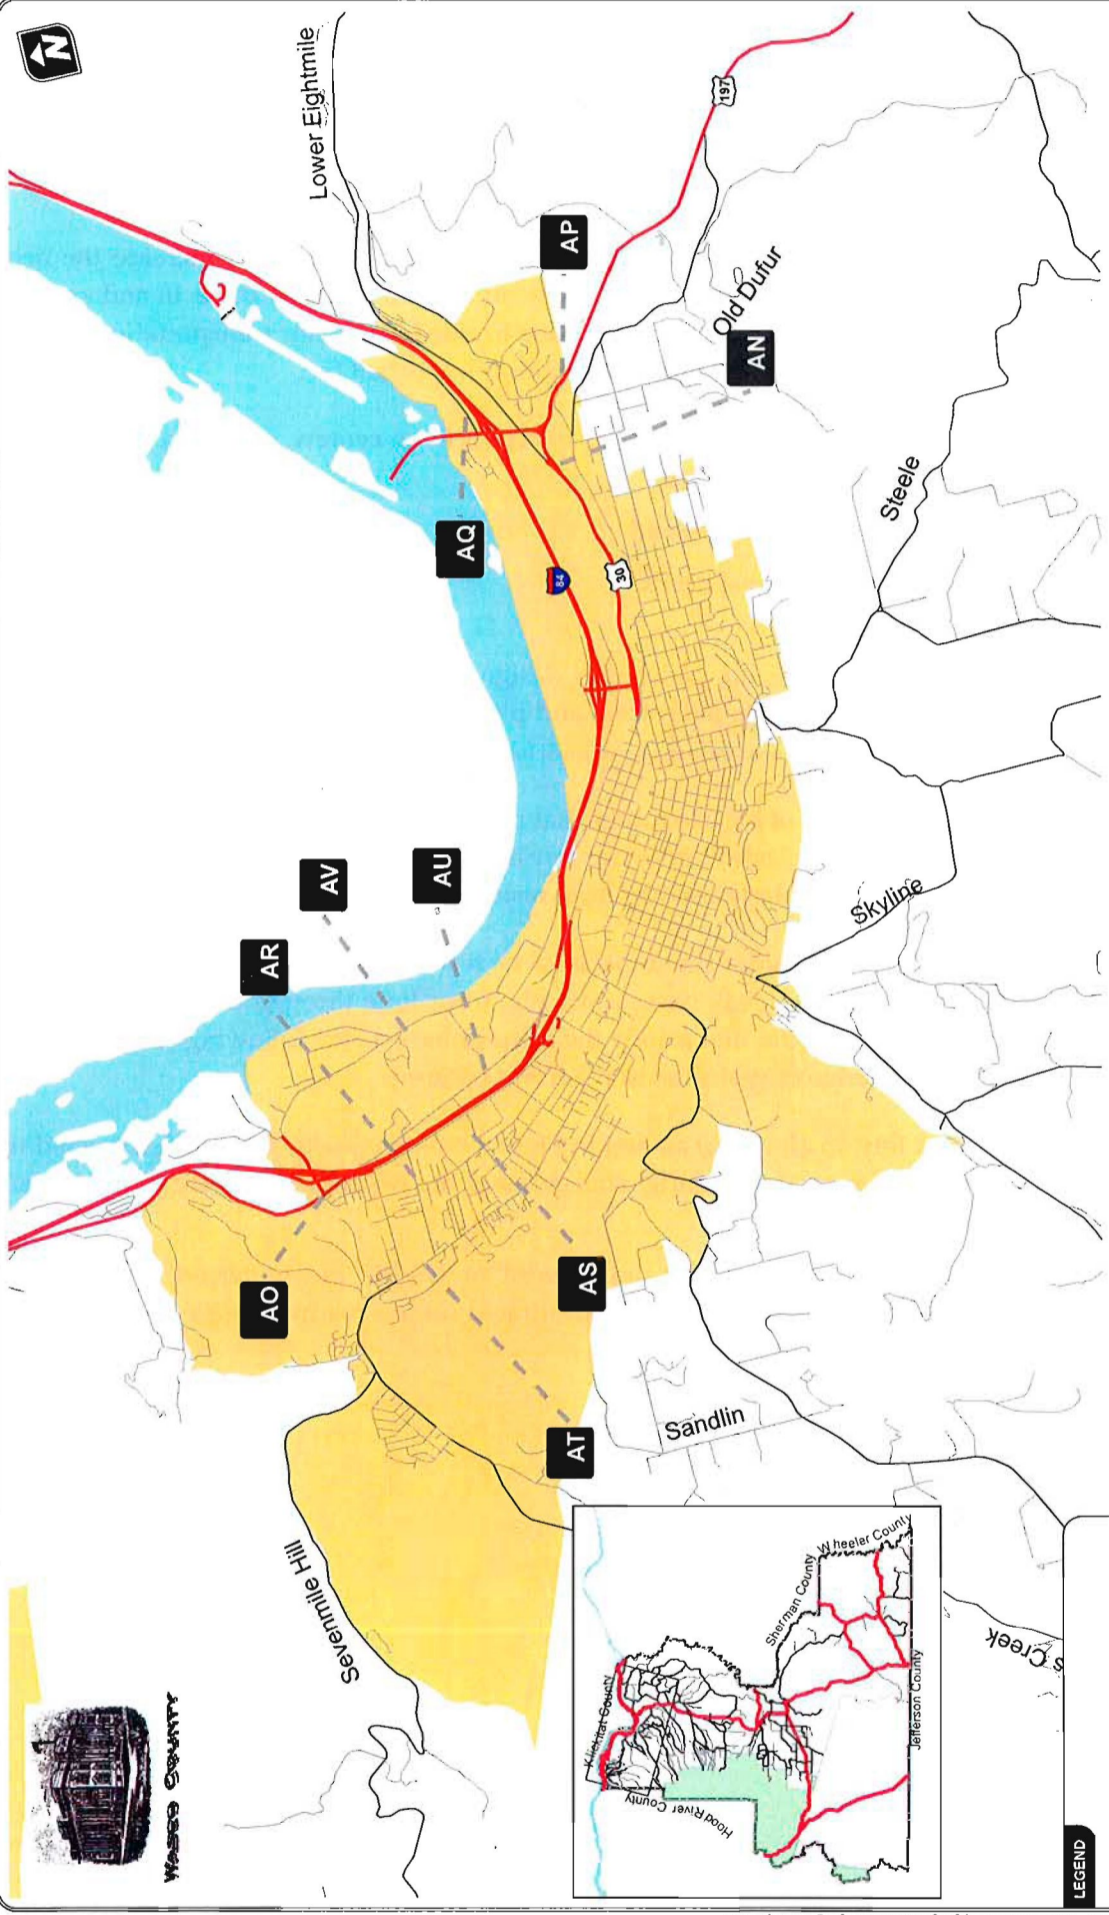 N
Lower Eightmile
197
AP
Old Dufur
AN
AQ
84
30
Steele
AV
AU
AR
Skyline
AO
AS
AT
Sandlin
Sevenmile Hill
Wasco County
Klickitat County
Hood River County
Sherman County
Wheeler County
Jefferson County
s Creek
LEGEND